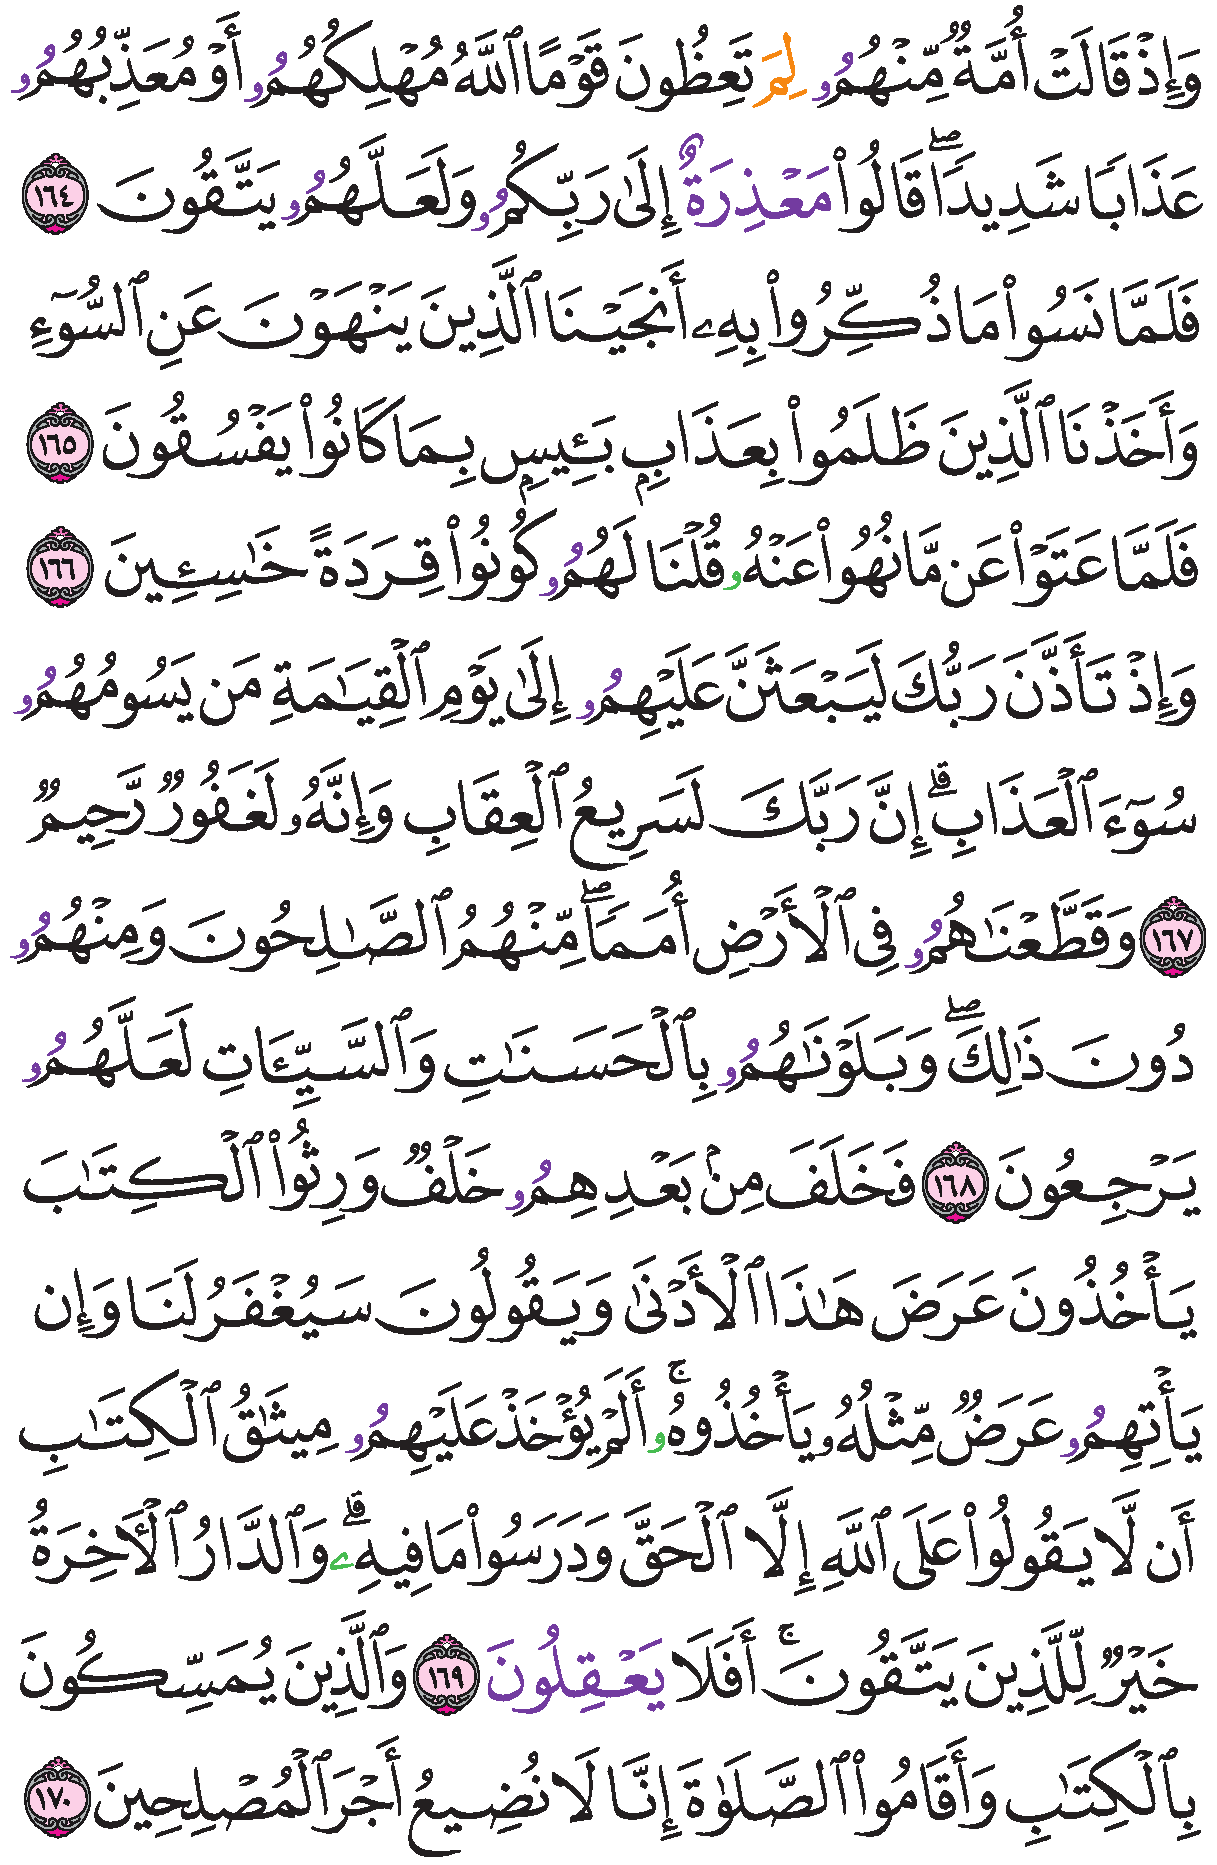 وَإِذْ قَالَتْ أُمَّةٌ مِّنْهُمُۥ لِمَ تَعِظُونَ قَوْمًا ٱللَّهُ مُهْلِكُهُمُۥ أَوْ مُعَذِّبُهُمُۥ
عَذَابًا شَدِيدًاۖ قَالُوا۟ مَعْذِرَةٌ إِلَىٰ رَبِّكُمُۥ وَلَعَلَّهُمُۥ يَتَّقُونَ ١٦٤
فَلَمَّا نَسُوا۟ مَا ذُكِّرُوا۟ بِهِۦ أَنجَيْنَا ٱلَّذِينَ يَنْهَوْنَ عَنِ ٱلسُّوٓءِ
وَأَخَذْنَا ٱلَّذِينَ ظَلَمُوا۟ بِعَذَابِۭ بَـِٔيسِۭ بِمَا كَانُوا۟ يَفْسُقُونَ ١٦٥
فَلَمَّا عَتَوْا۟ عَن مَّا نُهُوا۟ عَنْهُۥ قُلْنَا لَهُمُۥ كُونُوا۟ قِرَدَةً خَـٰسِـِٔينَ ١٦٦
وَإِذْ تَأَذَّنَ رَبُّكَ لَيَبْعَثَنَّ عَلَيْهِمُۥ إِلَىٰ يَوْمِ ٱلْقِيَـٰمَةِ مَن يَسُومُهُمُۥ
سُوٓءَ ٱلْعَذَابِۗ إِنَّ رَبَّكَ لَسَرِيعُ ٱلْعِقَابِ وَإِنَّهُۥ لَغَفُورٌ رَّحِيمٌ
١٦٧ وَقَطَّعْنَـٰهُمُۥ فِى ٱلْأَرْضِ أُمَمًاۖ مِّنْهُمُ ٱلصَّـٰلِحُونَ وَمِنْهُمُۥ
دُونَ ذَٰلِكَۖ وَبَلَوْنَـٰهُمُۥ بِٱلْحَسَنَـٰتِ وَٱلسَّيِّـَٔاتِ لَعَلَّهُمُۥ
يَرْجِعُونَ ١٦٨ فَخَلَفَ مِنۢ بَعْدِهِمُۥ خَلْفٌ وَرِثُوا۟ ٱلْكِتَـٰبَ
يَأْخُذُونَ عَرَضَ هَـٰذَا ٱلْأَدْنَىٰ وَيَقُولُونَ سَيُغْفَرُ لَنَا وَإِن
يَأْتِهِمُۥ عَرَضٌ مِّثْلُهُۥ يَأْخُذُوهُۥۚ أَلَمْ يُؤْخَذْ عَلَيْهِمُۥ مِيثَـٰقُ ٱلْكِتَـٰبِ
أَن لَّا يَقُولُوا۟ عَلَى ٱللَّهِ إِلَّا ٱلْحَقَّ وَدَرَسُوا۟ مَا فِيهِۦۗ وَٱلدَّارُ ٱلْـَٔاخِرَةُ
خَيْرٌ لِّلَّذِينَ يَتَّقُونَۚ أَفَلَا يَعْقِلُونَ ١٦٩ وَٱلَّذِينَ يُمَسِّكُونَ
بِٱلْكِتَـٰبِ وَأَقَامُوا۟ ٱلصَّلَوٰةَ إِنَّا لَا نُضِيعُ أَجْرَ ٱلْمُصْلِحِينَ ١٧٠